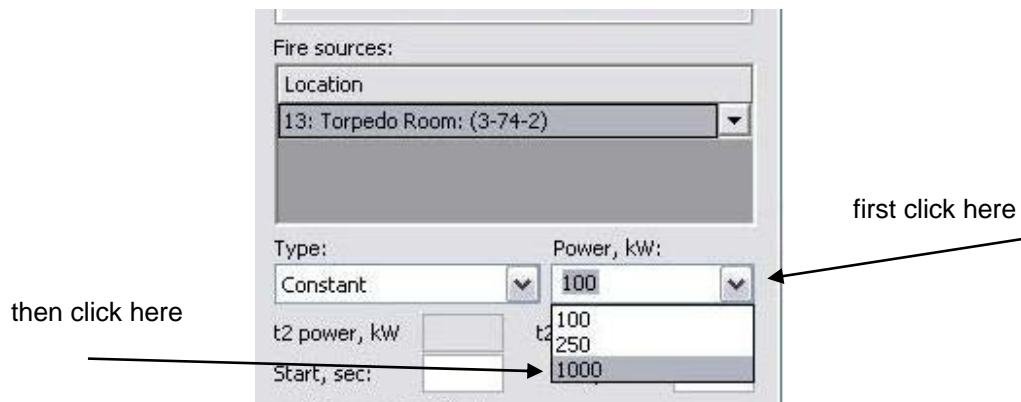 Fire sources:
Location
13: Torpedo Room: (3-74-2)
first click here
Type:
Power, kW:
Constant
100
then click here
100
t2 power, kW
250
1000
Start, sec: